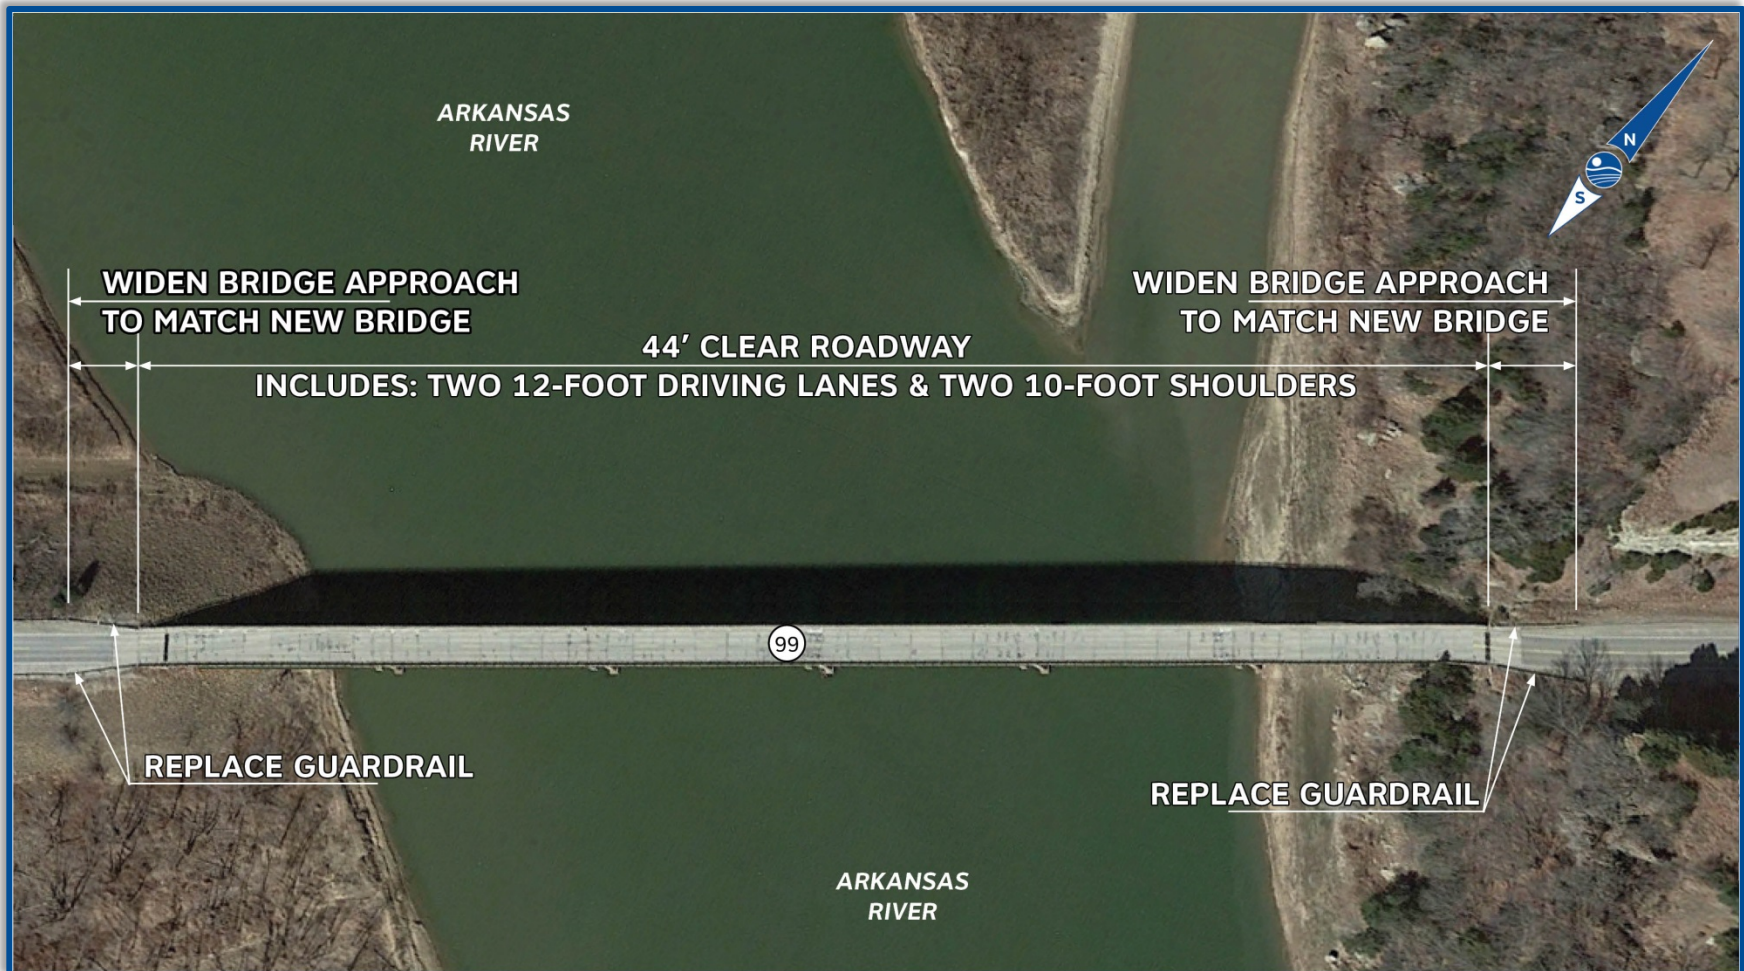 ARKANSAS
RIVER
N
S
WIDEN BRIDGE APPROACH
TO MATCH NEW BRIDGE
WIDEN BRIDGE APPROACH
TO MATCH NEW BRIDGE
44’ CLEAR ROADWAY
INCLUDES: TWO 12-FOOT DRIVING LANES & TWO 10-FOOT SHOULDERS
99
REPLACE GUARDRAIL
REPLACE GUARDRAIL
ARKANSAS
RIVER